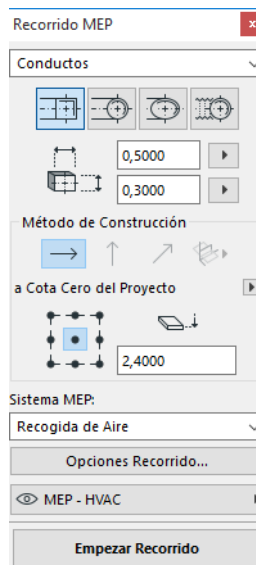 Recorrido MEP
Conductos
0,5000
0,3000
Método de Construcción
a Cota Cero del Proyecto
2,4000
Sistema MEP:
Recogida de Aire
Opciones Recorrido...
MEP - HVAC
Empezar Recorrido